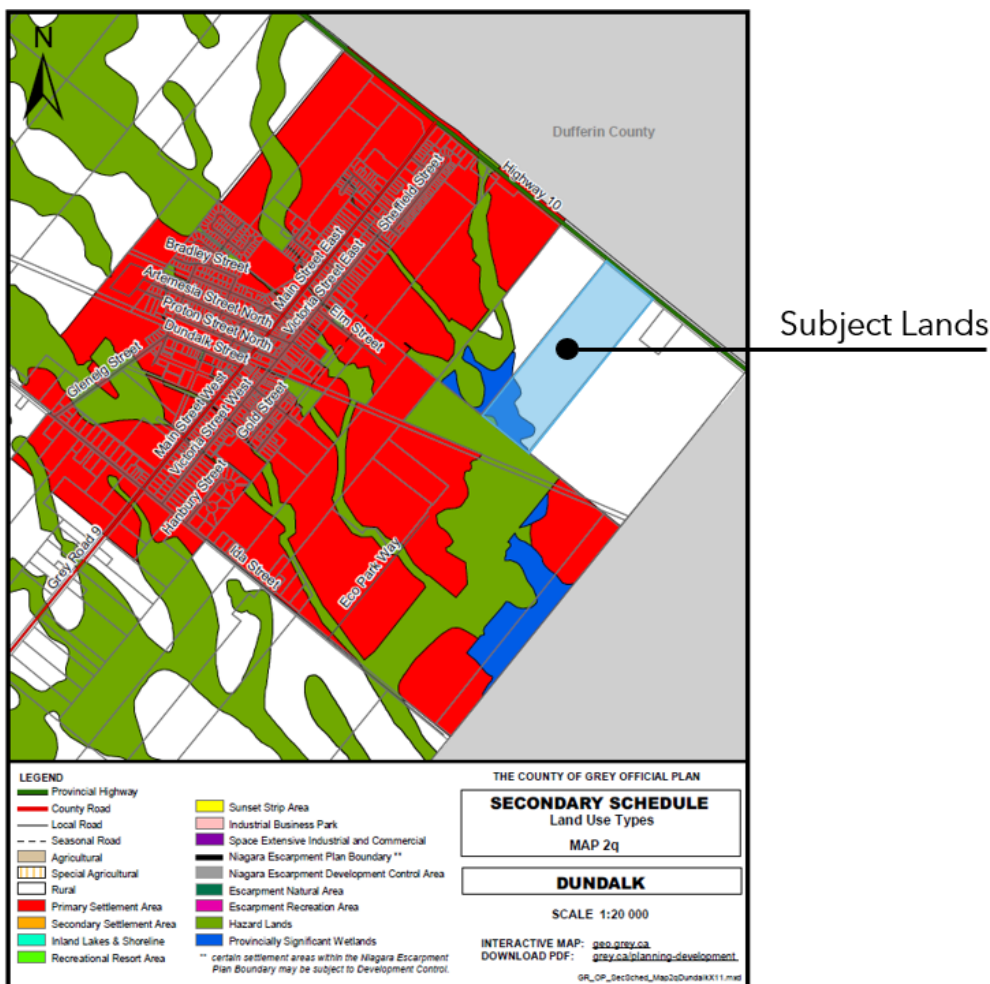 N
Dufferin County
Highway 10
Sheffield Street
Bradley Street
Main Street East
Artemesia Street North
Victoria Street East
Proton Street North
Elm Street
Dundalk Street
Subject Lands
Glenelg Street
Main Street West
Victoria Street West
Gold Street
Hanbury Street
Grey Road 9
Ida Street
Eco Park Way
LEGEND
Provincial Highway
County Road
Local Road
Seasonal Road
Agricultural
Special Agricultural
Rural
Primary Settlement Area
Secondary Settlement Area
Inland Lakes & Shoreline
Recreational Resort Area
Sunset Strip Area
Industrial Business Park
Space Extensive Industrial and Commercial
Niagara Escarpment Plan Boundary **
Niagara Escarpment Development Control Area
Escarpment Natural Area
Escarpment Recreation Area
Hazard Lands
Provincially Significant Wetlands
** certain settlement areas within the Niagara Escarpment
Plan Boundary may be subject to Development Control.
THE COUNTY OF GREY OFFICIAL PLAN
SECONDARY SCHEDULE
Land Use Types
MAP 2q
DUNDALK
SCALE 1:20 000
INTERACTIVE MAP: geo.grey.ca
DOWNLOAD PDF: grey.ca/planning-development
GR_OP_SecSched_Map2qDundalkX11.mxd